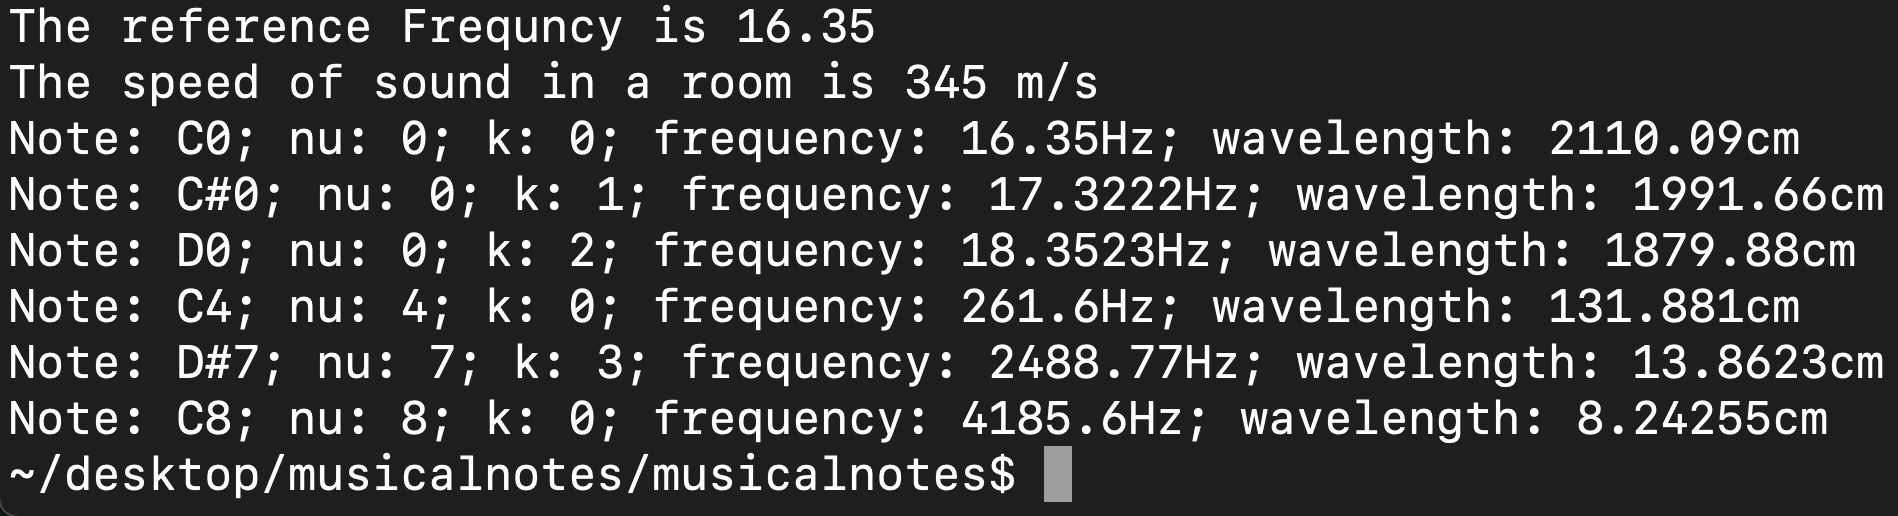 The reference Frequncy is 16.35
The speed of sound in a room is 345 m/s
Note: C0; nu: 0; k: 0; frequency: 16.35Hz; wavelength: 2110.09cm
Note: C#0; nu: 0; k: 1; frequency: 17.3222Hz; wavelength: 1991.66cm
Note: D0; nu: 0; k: 2; frequency: 18.3523Hz; wavelength: 1879.88cm
Note: C4; nu: 4; k: 0; frequency: 261.6Hz; wavelength: 131.881cm
Note: D#7; nu: 7; k: 3; frequency: 2488.77Hz; wavelength: 13.8623cm
Note: C8; nu: 8; k: 0; frequency: 4185.6Hz; wavelength: 8.24255cm
~/desktop/musicalnotes/musicalnotes$